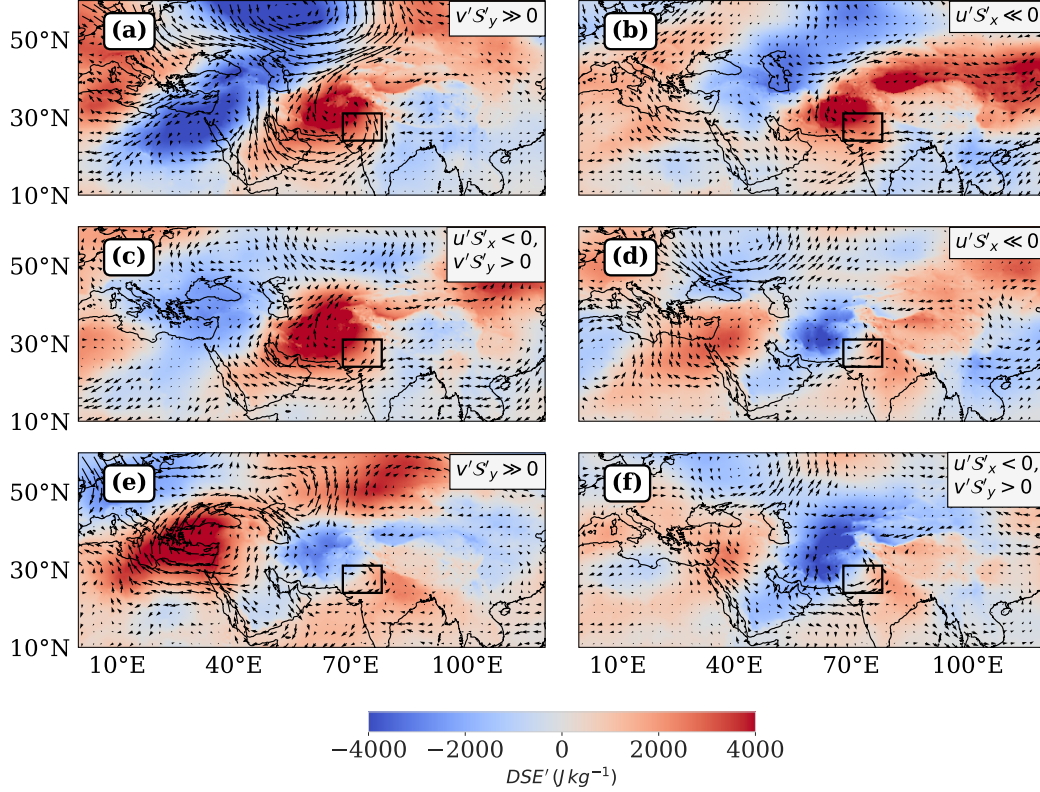 (a)
v′S′y ≫ 0
(b)
u′S′x ≪ 0
50°N
30°N
10°N
(c)
u′S′x < 0,
v′S′y > 0
(d)
u′S′x ≪ 0
50°N
30°N
10°N
(e)
v′S′y ≫ 0
(f)
u′S′x < 0,
v′S′y > 0
50°N
30°N
10°N
10°E 40°E 70°E 100°E
10°E 40°E 70°E 100°E
−4000 −2000 0 2000 4000
DSE′ (J kg⁻¹)